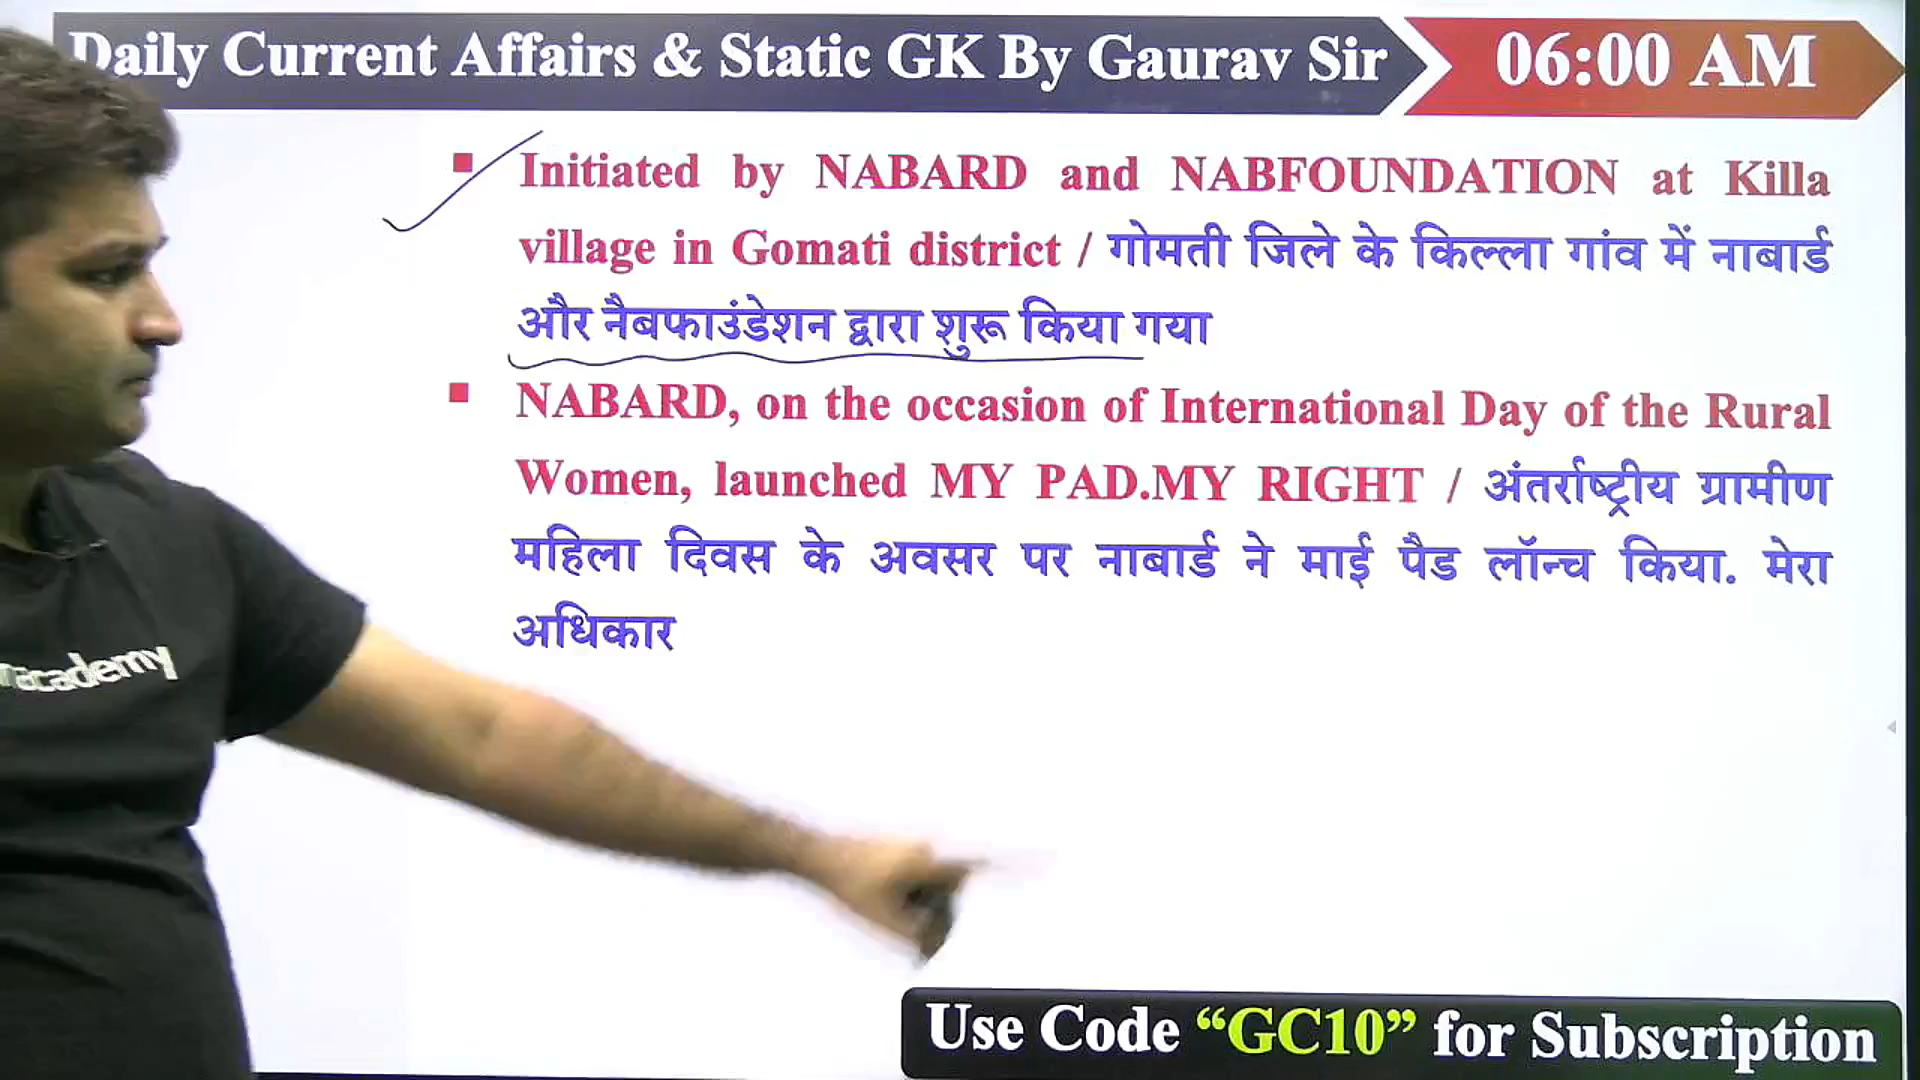 Daily Current Affairs & Static GK By Gaurav Sir
06:00 AM
Initiated by NABARD and NABFOUNDATION at Killa
village in Gomati district / गोमती जिले के किल्ला गांव में नाबार्ड
और नैबफाउंडेशन द्वारा शुरू किया गया
NABARD, on the occasion of International Day of the Rural
Women, launched MY PAD.MY RIGHT / अंतर्राष्ट्रीय ग्रामीण
महिला दिवस के अवसर पर नाबार्ड ने माई पैड लॉन्च किया. मेरा
अधिकार
academy
Use Code “GC10” for Subscription